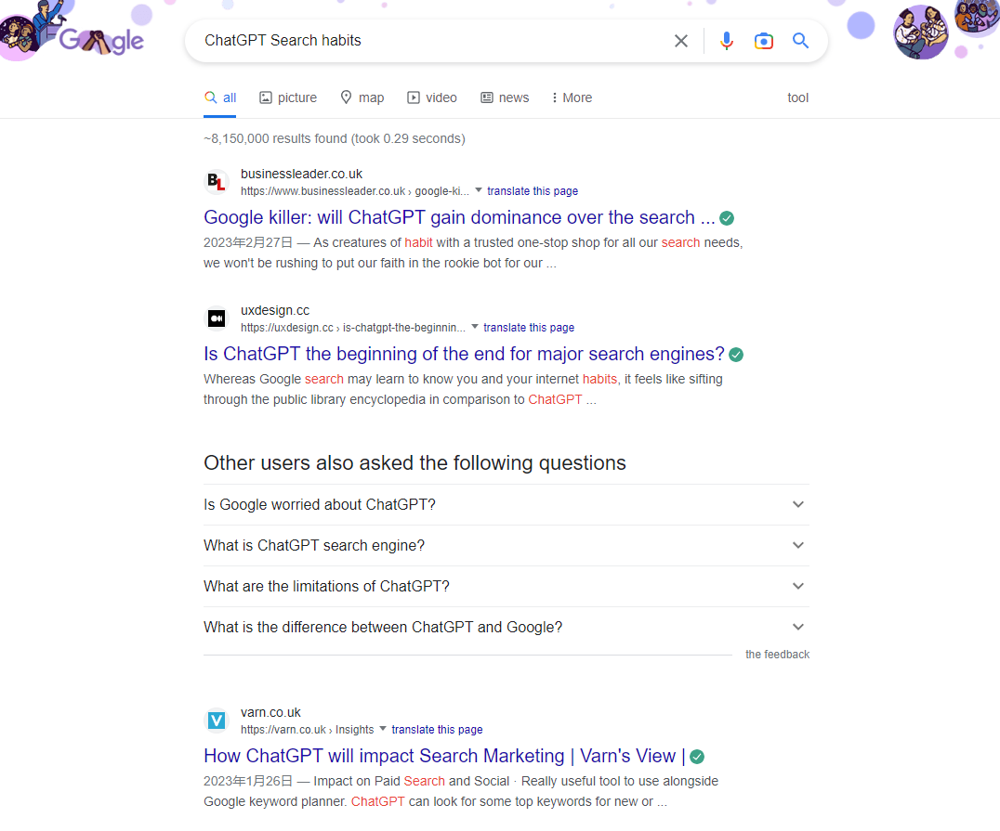 Google
ChatGPT Search habits
all picture map video news More tool
~8,150,000 results found (took 0.29 seconds)
BL
businessleader.co.uk
https://www.businessleader.co.uk › google-ki... translate this page
Google killer: will ChatGPT gain dominance over the search ...
2023年2月27日 — As creatures of habit with a trusted one-stop shop for all our search needs,
we won't be rushing to put our faith in the rookie bot for our ...
uxdesign.cc
https://uxdesign.cc › is-chatgpt-the-beginnin... translate this page
Is ChatGPT the beginning of the end for major search engines?
Whereas Google search may learn to know you and your internet habits, it feels like sifting
through the public library encyclopedia in comparison to ChatGPT ...
Other users also asked the following questions
Is Google worried about ChatGPT?
What is ChatGPT search engine?
What are the limitations of ChatGPT?
What is the difference between ChatGPT and Google?
the feedback
V
varn.co.uk
https://varn.co.uk › Insights translate this page
How ChatGPT will impact Search Marketing | Varn's View |
2023年1月26日 — Impact on Paid Search and Social · Really useful tool to use alongside
Google keyword planner. ChatGPT can look for some top keywords for new or ...